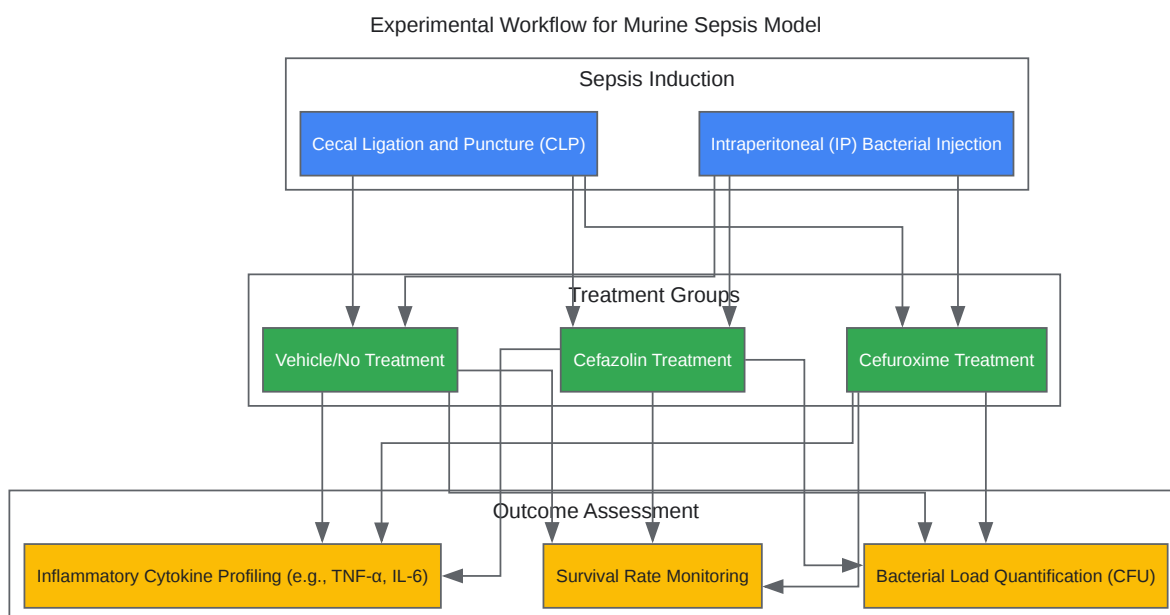 Experimental Workflow for Murine Sepsis Model
Sepsis Induction
Cecal Ligation and Puncture (CLP)
Intraperitoneal (IP) Bacterial Injection
Treatment Groups
Vehicle/No Treatment
Cefazolin Treatment
Cefuroxime Treatment
Outcome Assessment
Inflammatory Cytokine Profiling (e.g., TNF-α, IL-6)
Survival Rate Monitoring
Bacterial Load Quantification (CFU)